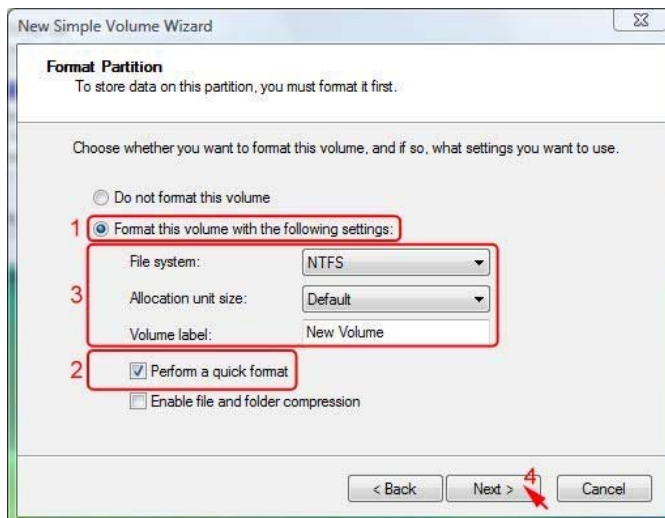 New Simple Volume Wizard
Format Partition
To store data on this partition, you must format it first.
Choose whether you want to format this volume, and if so, what settings you want to use.
Do not format this volume
1 Format this volume with the following settings:
File system: NTFS
3 Allocation unit size: Default
Volume label: New Volume
2 Perform a quick format
Enable file and folder compression
4
< Back Next > Cancel